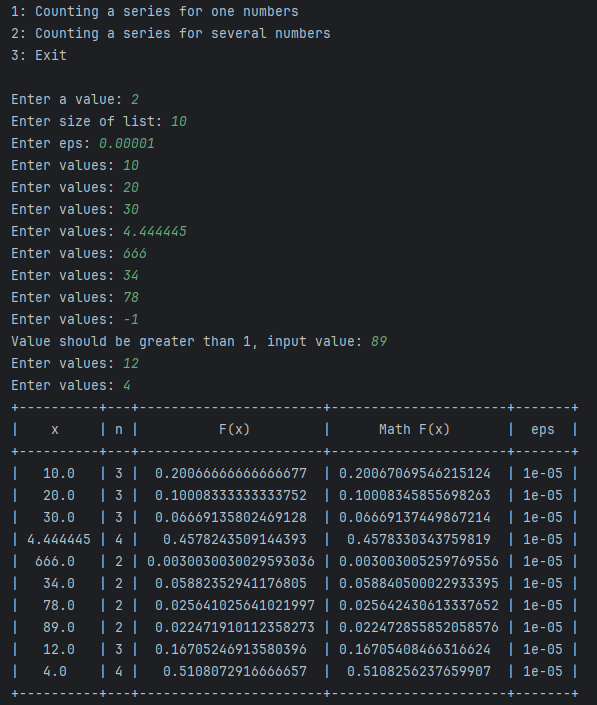 1: Counting a series for one numbers
2: Counting a series for several numbers
3: Exit
Enter a value: 2
Enter size of list: 10
Enter eps: 0.00001
Enter values: 10
Enter values: 20
Enter values: 30
Enter values: 4.444445
Enter values: 666
Enter values: 34
Enter values: 78
Enter values: -1
Value should be greater than 1, input value: 89
Enter values: 12
Enter values: 4
+----------+---+-----------------------+----------------------+-------+
|    x     | n |          F(x)         |      Math F(x)       |  eps  |
+----------+---+-----------------------+----------------------+-------+
|   10.0   | 3 |  0.20066666666666677  | 0.20067069546215124  | 1e-05 |
|   20.0   | 3 |  0.10008333333333752  | 0.10008345855698263  | 1e-05 |
|   30.0   | 3 |  0.06669135802469128  | 0.06669137449867214  | 1e-05 |
| 4.444445 | 4 |   0.4578243509144393  |  0.4578330343759819  | 1e-05 |
|  666.0   | 2 | 0.0030030030029593036 | 0.003003005259769556 | 1e-05 |
|   34.0   | 2 |  0.05882352941176805  | 0.058840500022933395 | 1e-05 |
|   78.0   | 2 |  0.025641025641021997 | 0.025642430613337652 | 1e-05 |
|   89.0   | 2 |  0.022471910112358273 | 0.022472855852058576 | 1e-05 |
|   12.0   | 3 |  0.16705246913580396  | 0.16705408466316624  | 1e-05 |
|   4.0    | 4 |   0.5108072916666657  |  0.5108256237659907  | 1e-05 |
+----------+---+-----------------------+----------------------+-------+